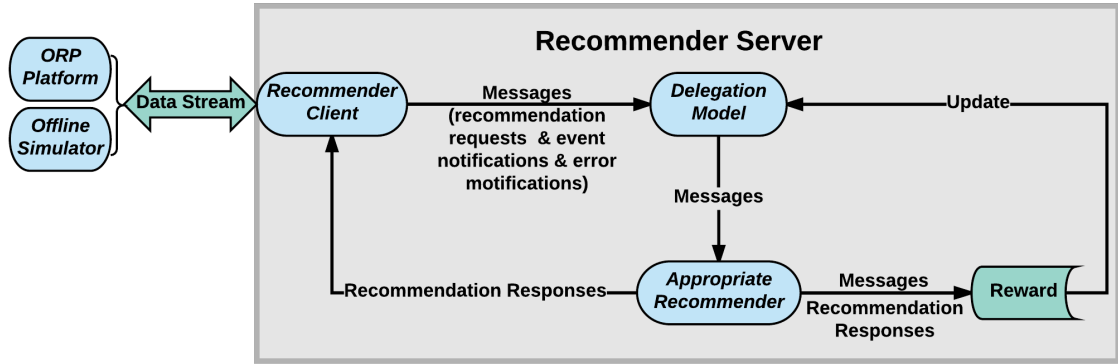 Recommender Server
ORP
Platform
Offline
Simulator
Data Stream
Recommender
Client
Messages
(recommendation
requests & event
notifications & error
motifications)
Delegation
Model
Update
Messages
Recommendation Responses
Appropriate
Recommender
Messages
Recommendation
Responses
Reward